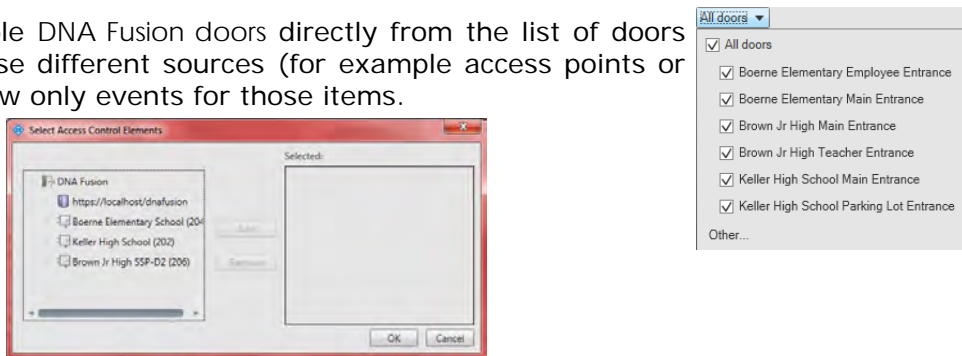 DNA Fusion doors directly from the list of doors
different sources (for example access points or
only events for those items.
Select Access Control Elements
DNA Fusion
https://localhost/dnafusion
Boerne Elementary School (204
Keller High School (202)
Brown Jr High SSP-D2 (206)
Add
Remove
Selected:
OK
Cancel
All doors
All doors
Boerne Elementary Employee Entrance
Boerne Elementary Main Entrance
Brown Jr High Main Entrance
Brown Jr High Teacher Entrance
Keller High School Main Entrance
Keller High School Parking Lot Entrance
Other...